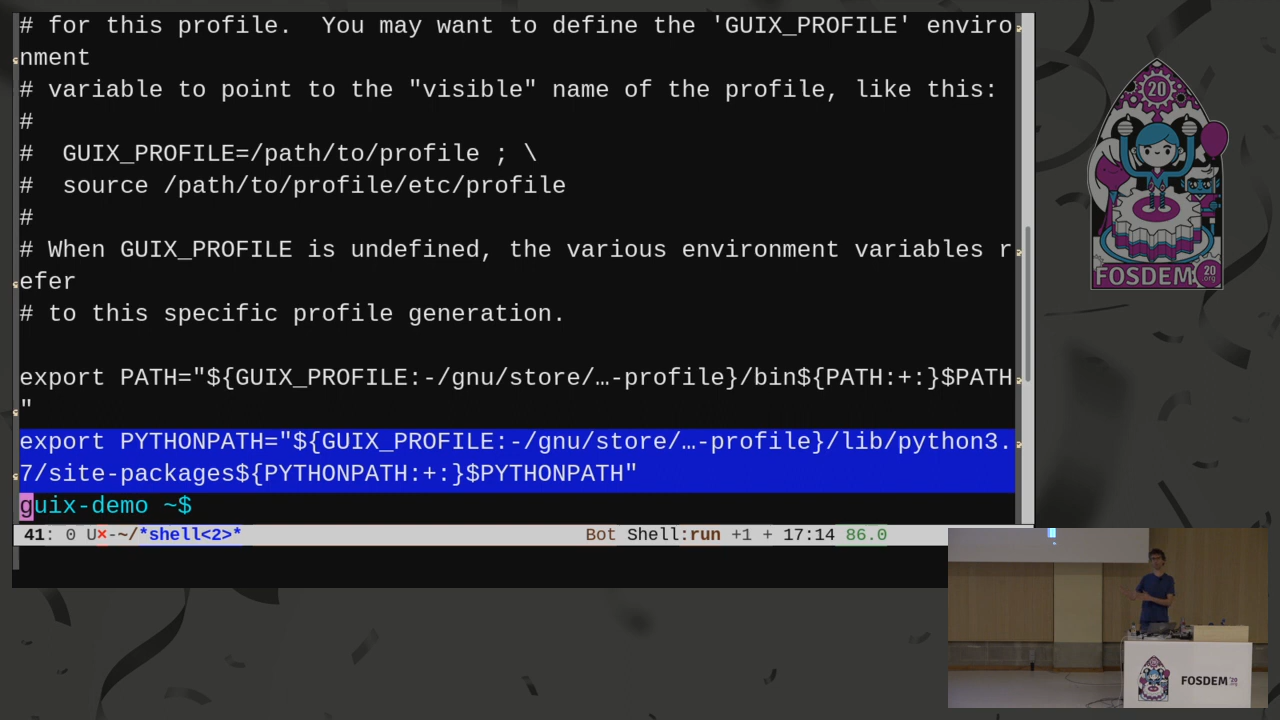 # for this profile.  You may want to define the 'GUIX_PROFILE' enviro
nment
# variable to point to the "visible" name of the profile, like this:
#
#  GUIX_PROFILE=/path/to/profile ; \
#  source /path/to/profile/etc/profile
#
# When GUIX_PROFILE is undefined, the various environment variables r
efer
# to this specific profile generation.
export PATH="${GUIX_PROFILE:-/gnu/store/…-profile}/bin${PATH:+:}$PATH
"
export PYTHONPATH="${GUIX_PROFILE:-/gnu/store/…-profile}/lib/python3.
7/site-packages${PYTHONPATH:+:}$PYTHONPATH"
guix-demo ~$
41: 0 U×-~/*shell<2>* Bot Shell:run +1 + 17:14 86.0
20
FOSDEM 20
.org
FOSDEM '20